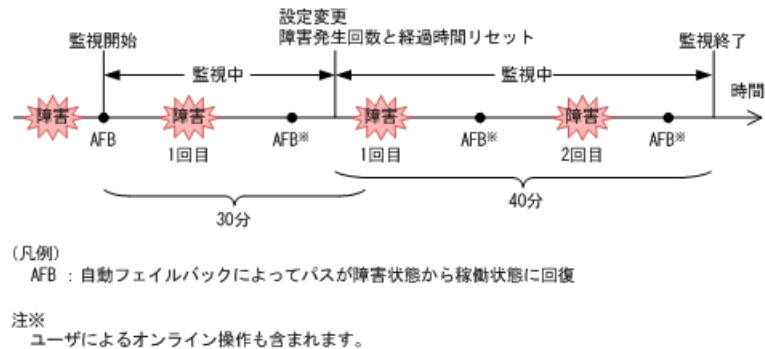 設定変更
障害発生回数と経過時間リセット
監視開始
監視終了
監視中
監視中
時間
障害
障害
障害
障害
AFB
AFB※
AFB※
AFB※
1回目
1回目
2回目
30分
40分
(凡例)
AFB : 自動フェイルバックによってパスが障害状態から稼働状態に回復
注※
ユーザによるオンライン操作も含まれます。